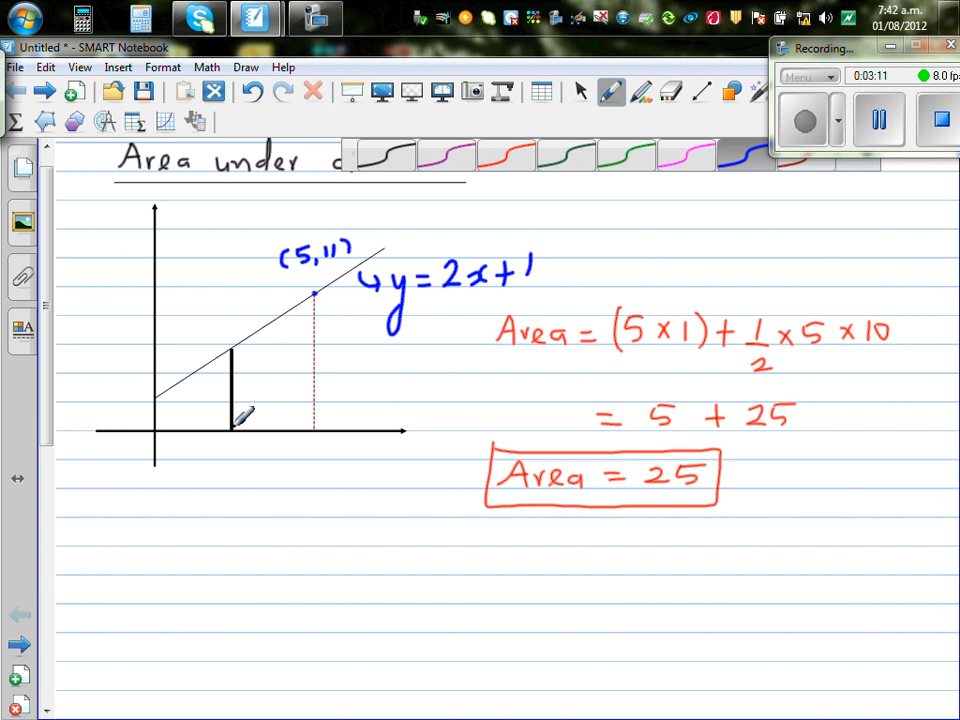 7:42 a.m.
01/08/2012
Untitled * - SMART Notebook
Recording...
File Edit View Insert Format Math Draw Help
Menu
0:03:11
8.0 fp
Area under
(5,11)
y = 2x + 1
Area = (5 × 1) + 1/2 × 5 × 10
= 5 + 25
Area = 25